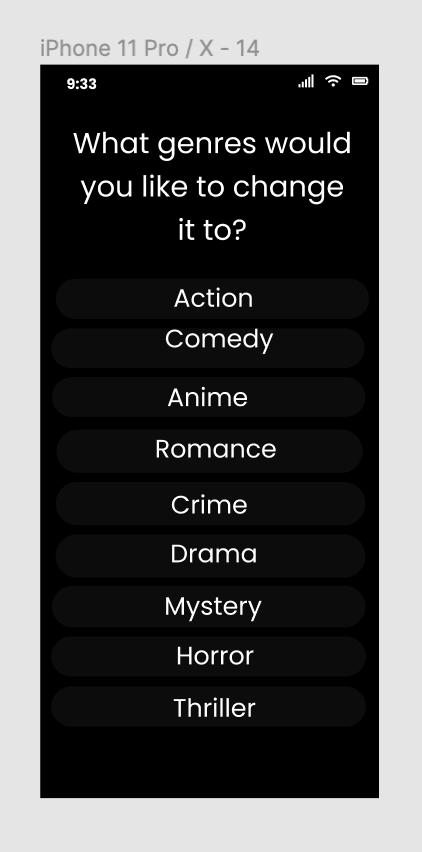 iPhone 11 Pro / X - 14
9:33
What genres would
you like to change
it to?
Action
Comedy
Anime
Romance
Crime
Drama
Mystery
Horror
Thriller